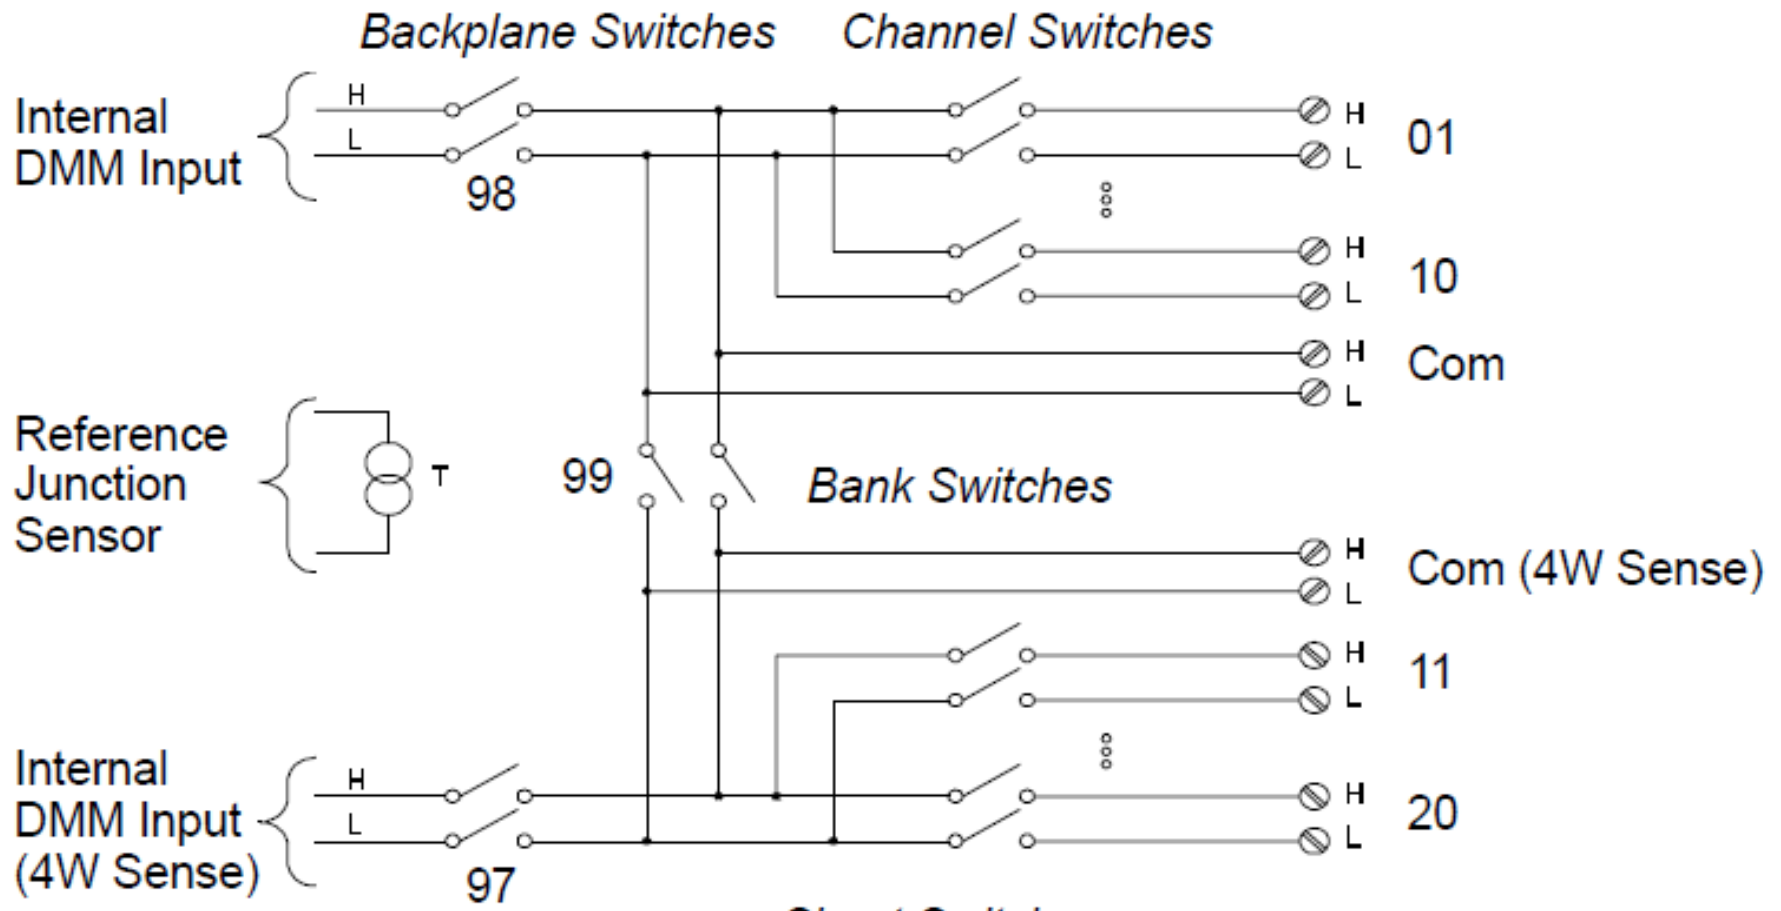 Backplane Switches Channel Switches
Internal
DMM Input
H
L
98
H
L
01
H
L
10
H
L
Com
Reference
Junction
Sensor
T
99
Bank Switches
H
L
Com (4W Sense)
H
L
11
Internal
DMM Input
(4W Sense)
H
L
97
H
L
20